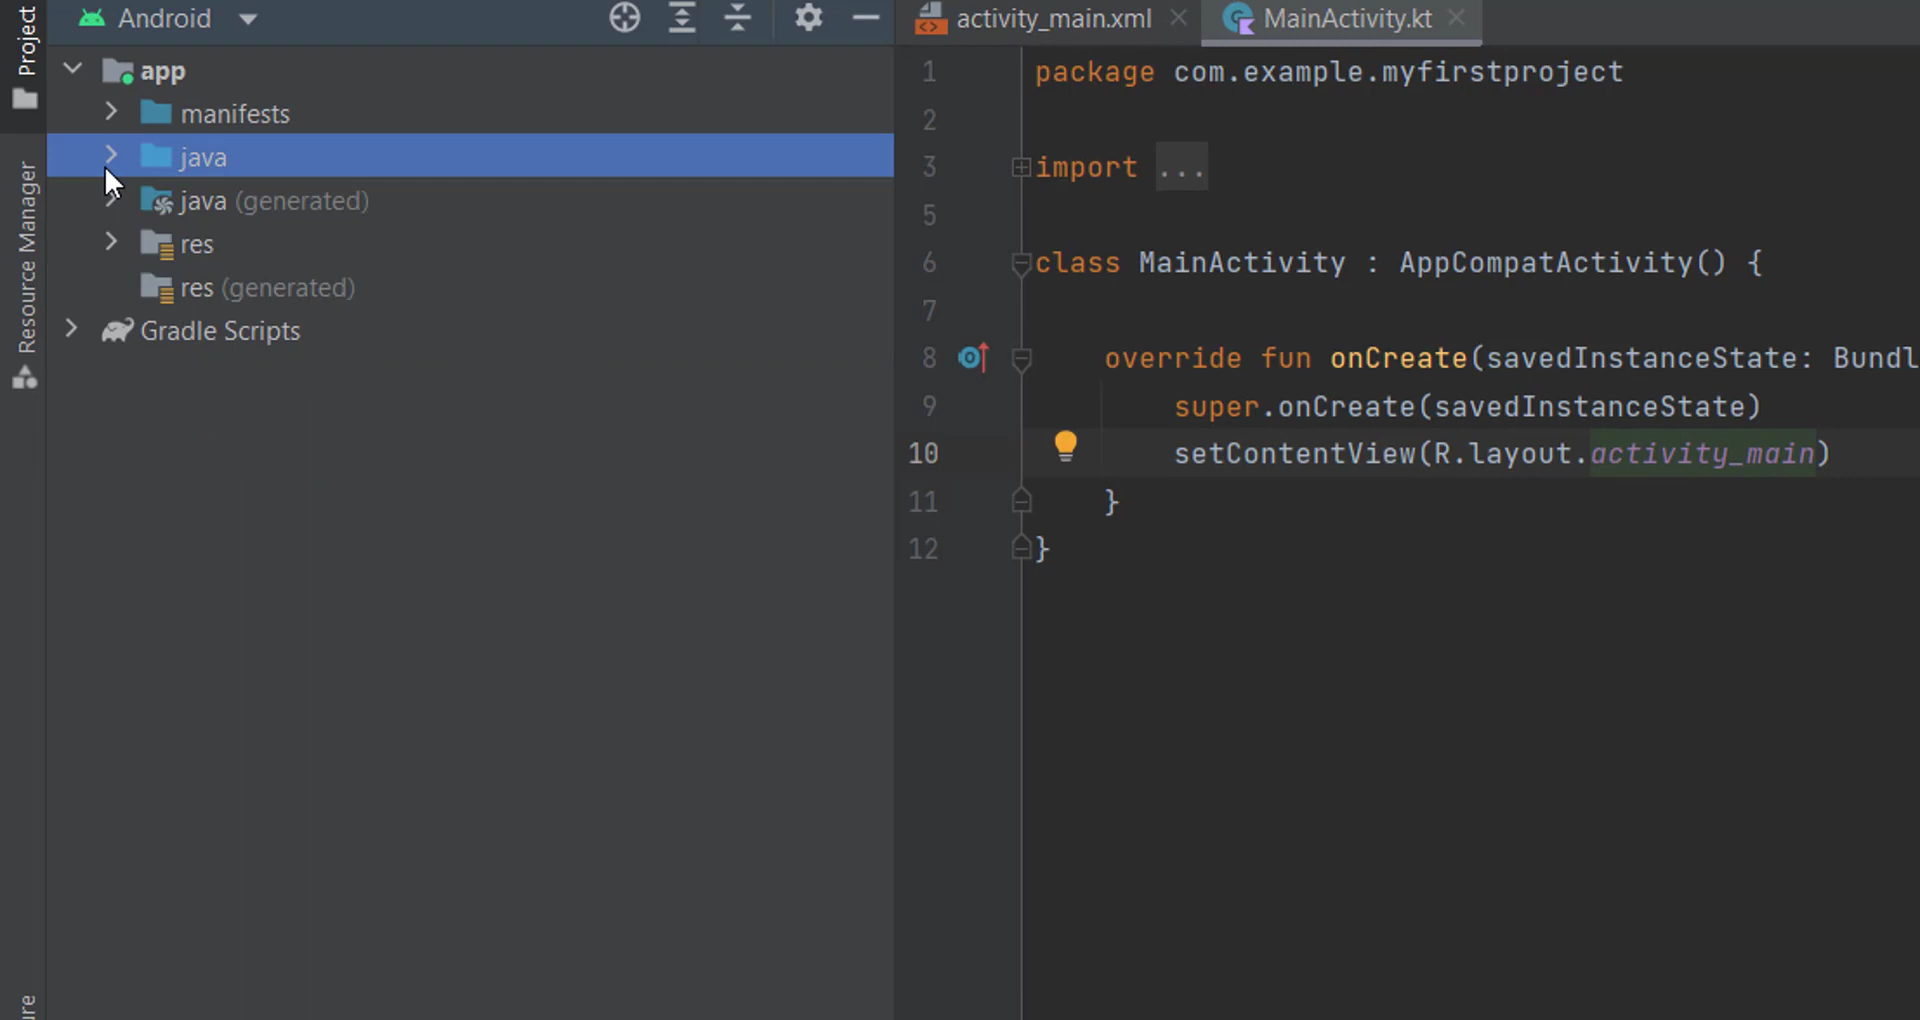 Project
Resource Manager
Android
app
manifests
java
java (generated)
res
res (generated)
Gradle Scripts
activity_main.xml
MainActivity.kt
1 package com.example.myfirstproject
2
3 import ...
5
6 class MainActivity : AppCompatActivity() {
7
8 override fun onCreate(savedInstanceState: Bundl
9 super.onCreate(savedInstanceState)
10 setContentView(R.layout.activity_main)
11 }
12 }
ure